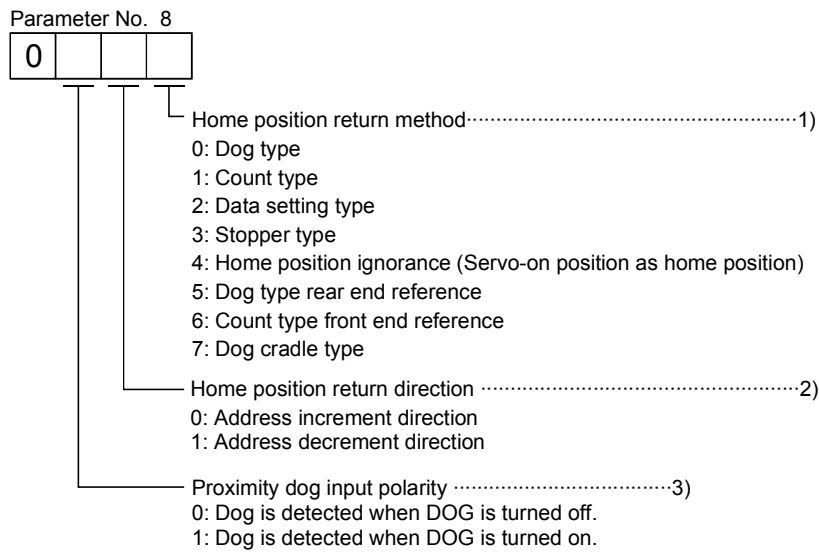 Parameter No. 8
0
Home position return method························································1)
0: Dog type
1: Count type
2: Data setting type
3: Stopper type
4: Home position ignorance (Servo-on position as home position)
5: Dog type rear end reference
6: Count type front end reference
7: Dog cradle type
Home position return direction ······················································2)
0: Address increment direction
1: Address decrement direction
Proximity dog input polarity ·····································3)
0: Dog is detected when DOG is turned off.
1: Dog is detected when DOG is turned on.